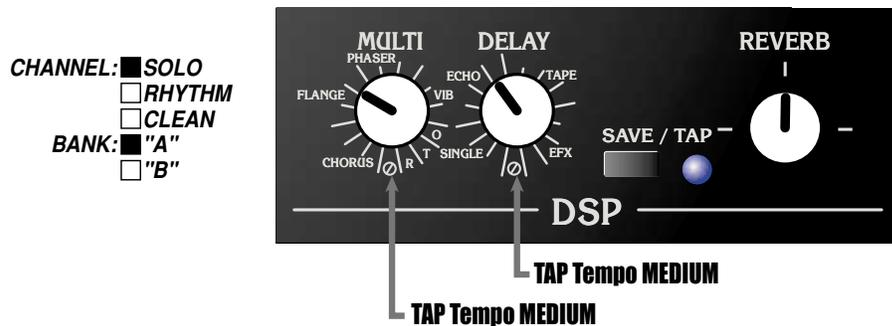 CHANNEL: SOLO
RHYTHM
CLEAN
BANK: "A"
"B"
MULTI
PHASER
FLANGE
VIB
CHORUS
R
T
O
DELAY
ECHO
TAPE
SINGLE
EFX
SAVE / TAP
REVERB
DSP
TAP Tempo MEDIUM
TAP Tempo MEDIUM